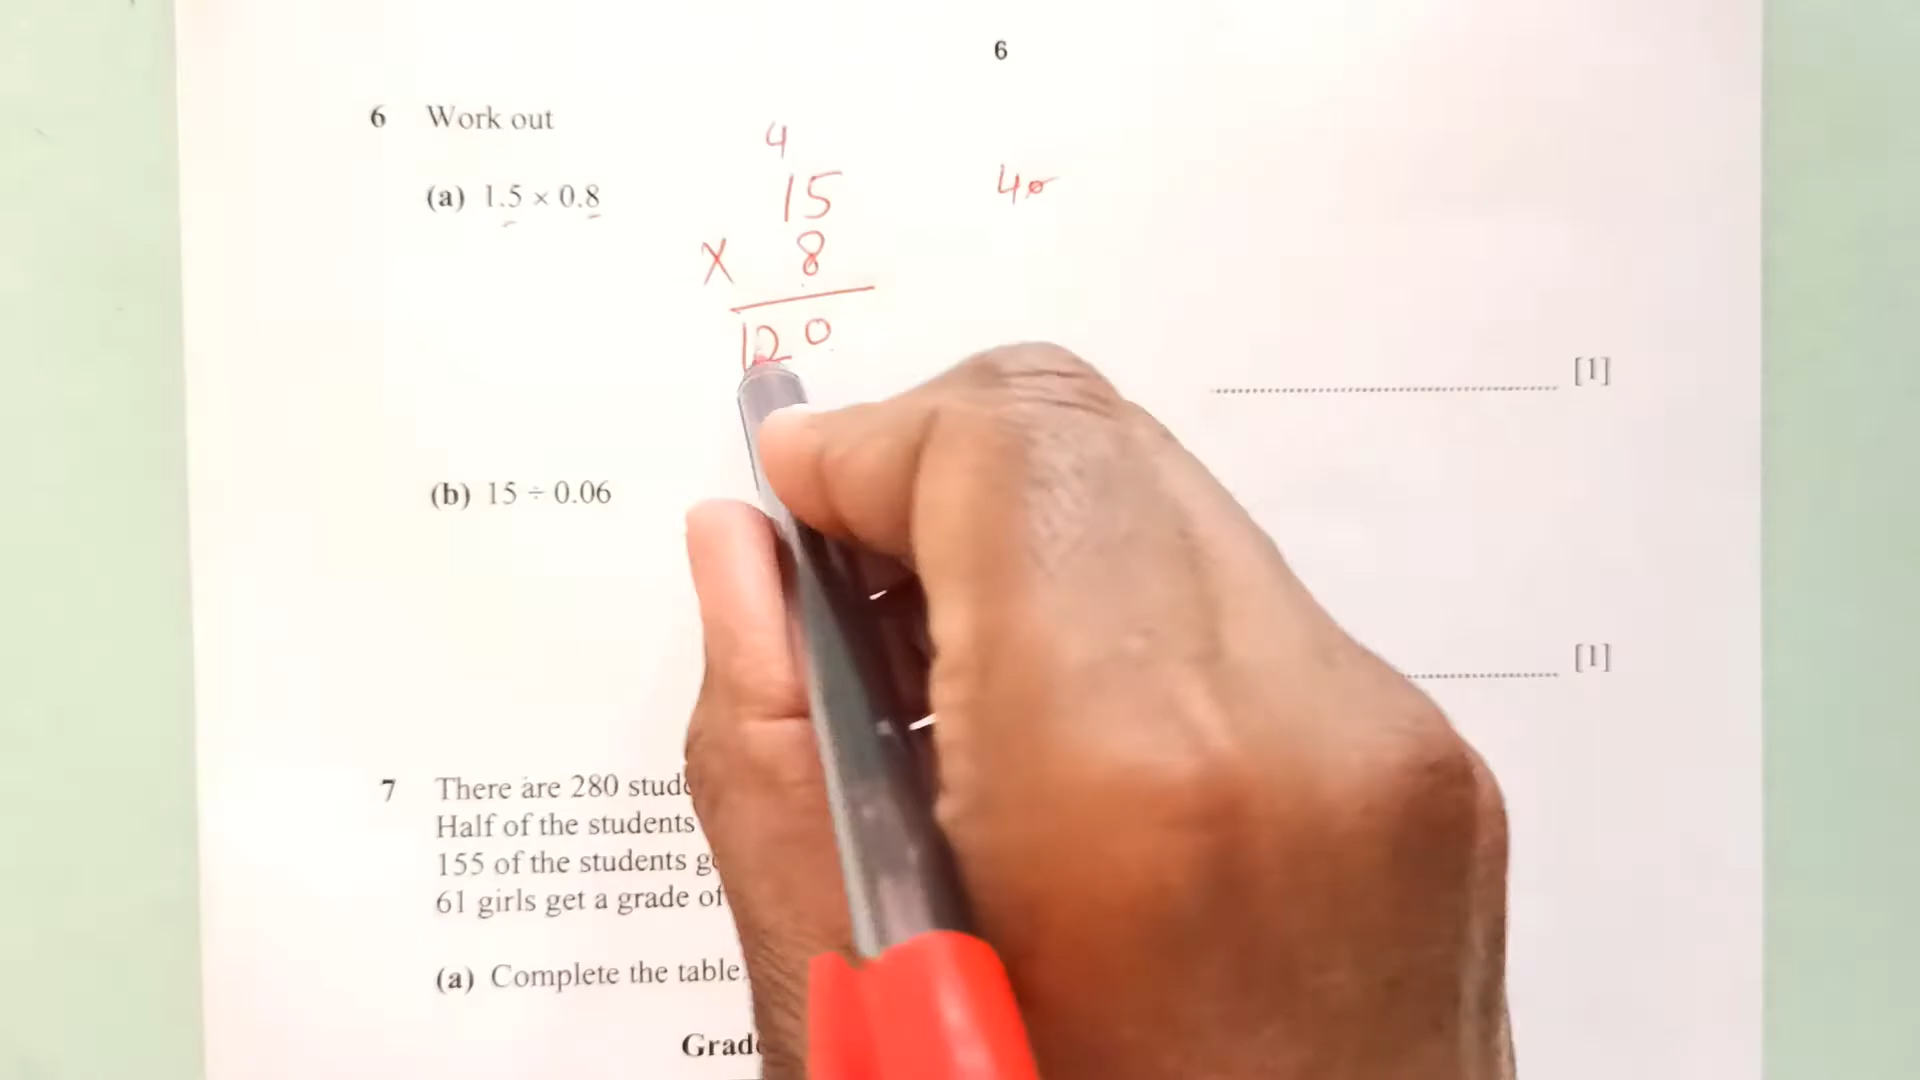 6
6 Work out
4
(a) 1.5 × 0.8
15
40
X 8
120
[1]
(b) 15 ÷ 0.06
[1]
7 There are 280
Half of the students
155 of the students
61 girls get a grade of
(a) Complete the table